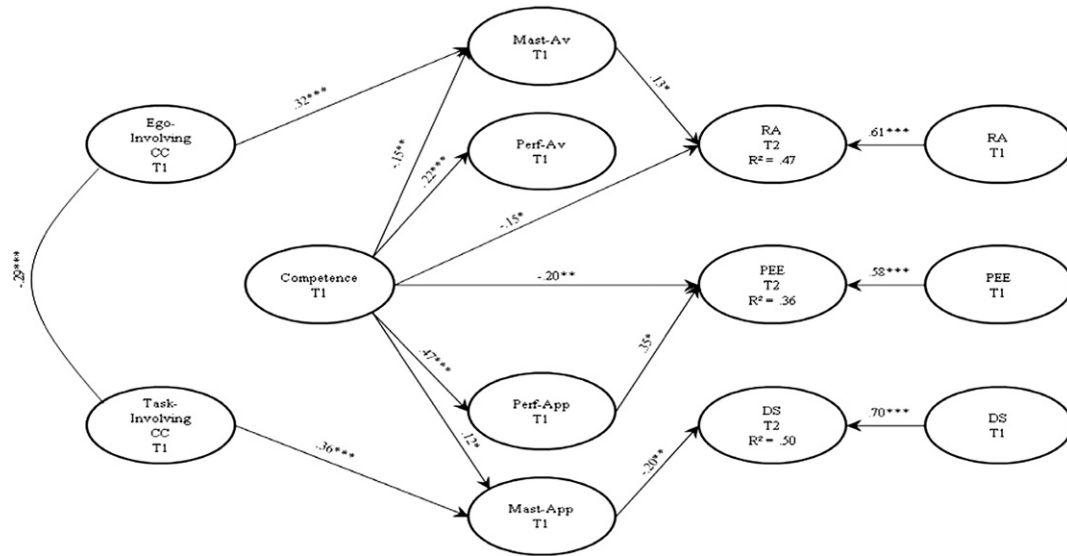 Mast-Av
T1
.13*
.32***
Ego-
Involving
CC
T1
-.15**
Perf-Av
T1
.22***
RA
T2
R² = .47
.61***
RA
T1
-.15*
-.29***
Competence
T1
-.20**
PEE
T2
R² = .36
.58***
PEE
T1
.47***
.35*
Task-
Involving
CC
T1
Perf-App
T1
.12*
DS
T2
R² = .50
.70***
DS
T1
.36***
-.20**
Mast-App
T1